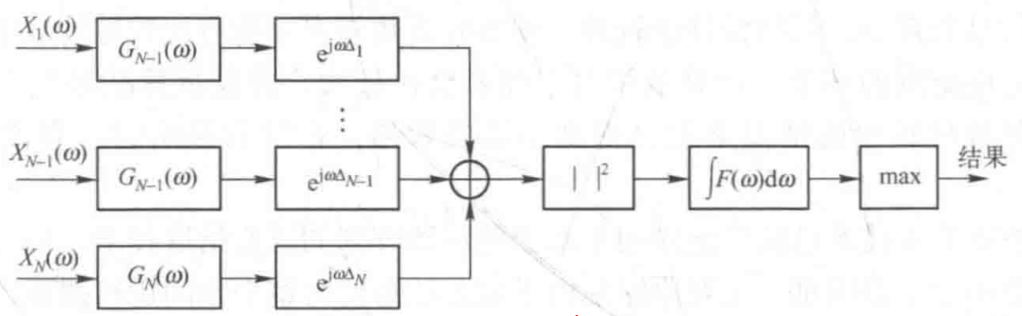 X₁(ω)
G_{N-1}(ω)
e^{jωΔ₁}
⋮
X_{N-1}(ω)
G_{N-1}(ω)
e^{jωΔ_{N-1}}
| |²
∫F(ω)dω
max
结果
X_N(ω)
G_N(ω)
e^{jωΔ_N}